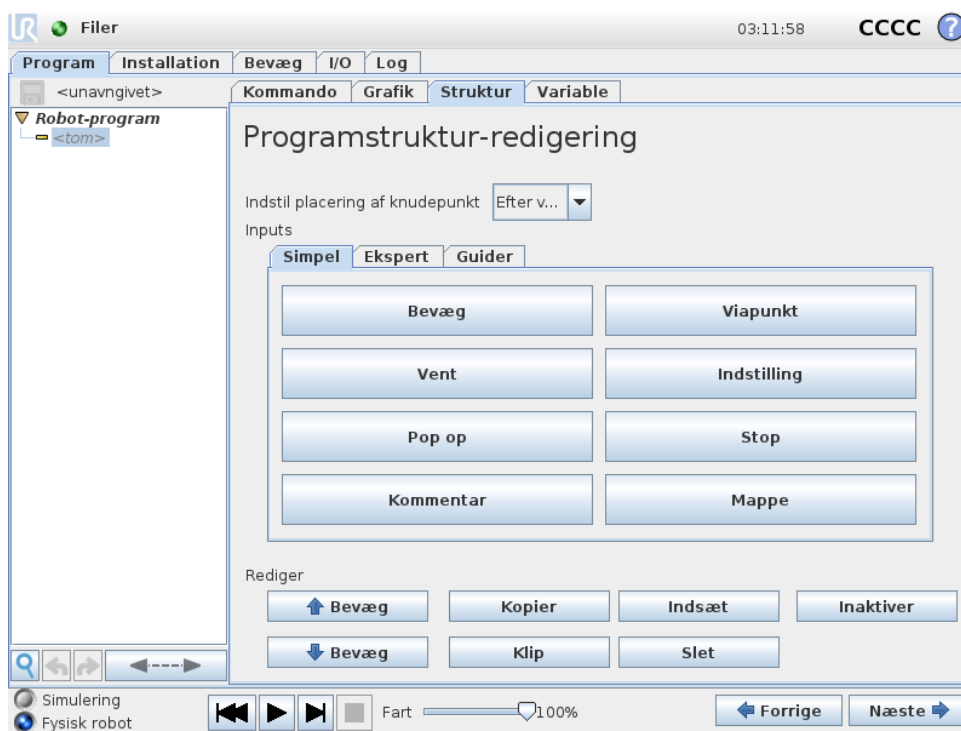 UR Filer 03:11:58 CCCC ?
Program Installation Bevæg I/O Log
<unavngivet> Kommando Grafik Struktur Variable
Robot-program
<tom>
Programstruktur-redigering
Indstil placering af knudepunkt Efter v...
Inputs
Simpel Ekspert Guider
Bevæg Viapunkt
Vent Indstilling
Pop op Stop
Kommentar Mappe
Rediger
Bevæg Kopier Indsæt Inaktiver
Bevæg Klip Slet
Simulering
Fysisk robot
Fart 100% Forrige Næste